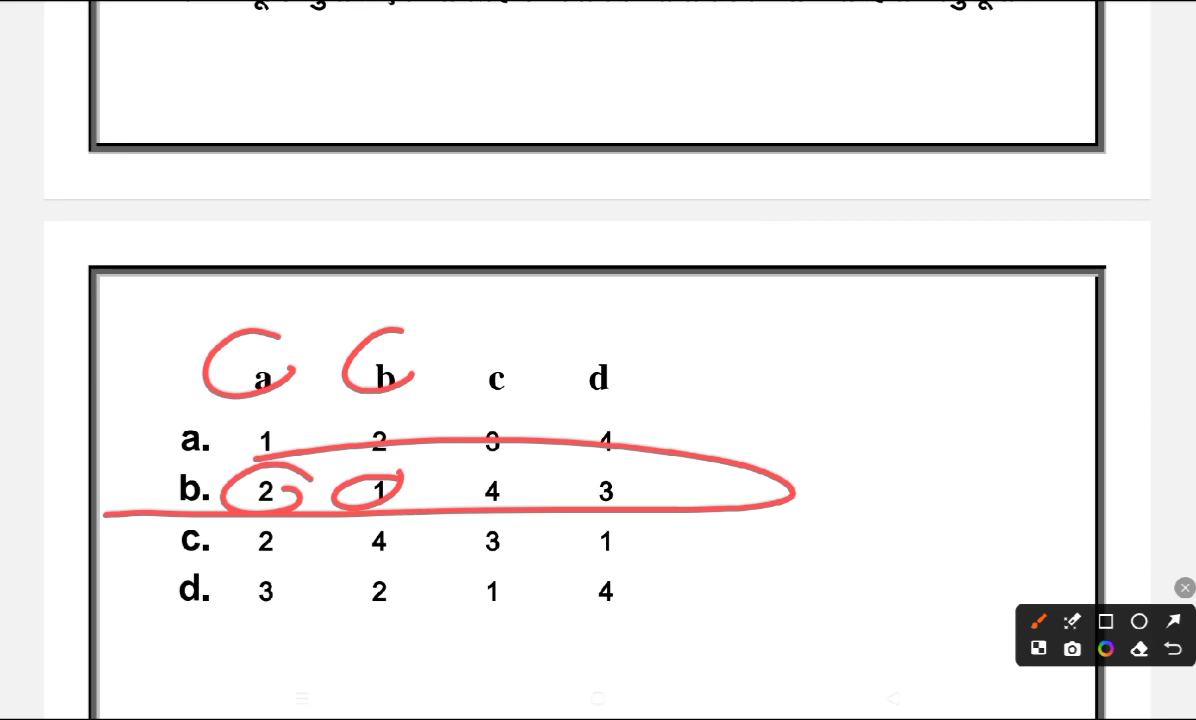 a b c d
a. 1 2 3 4
b. 2 1 4 3
c. 2 4 3 1
d. 3 2 1 4